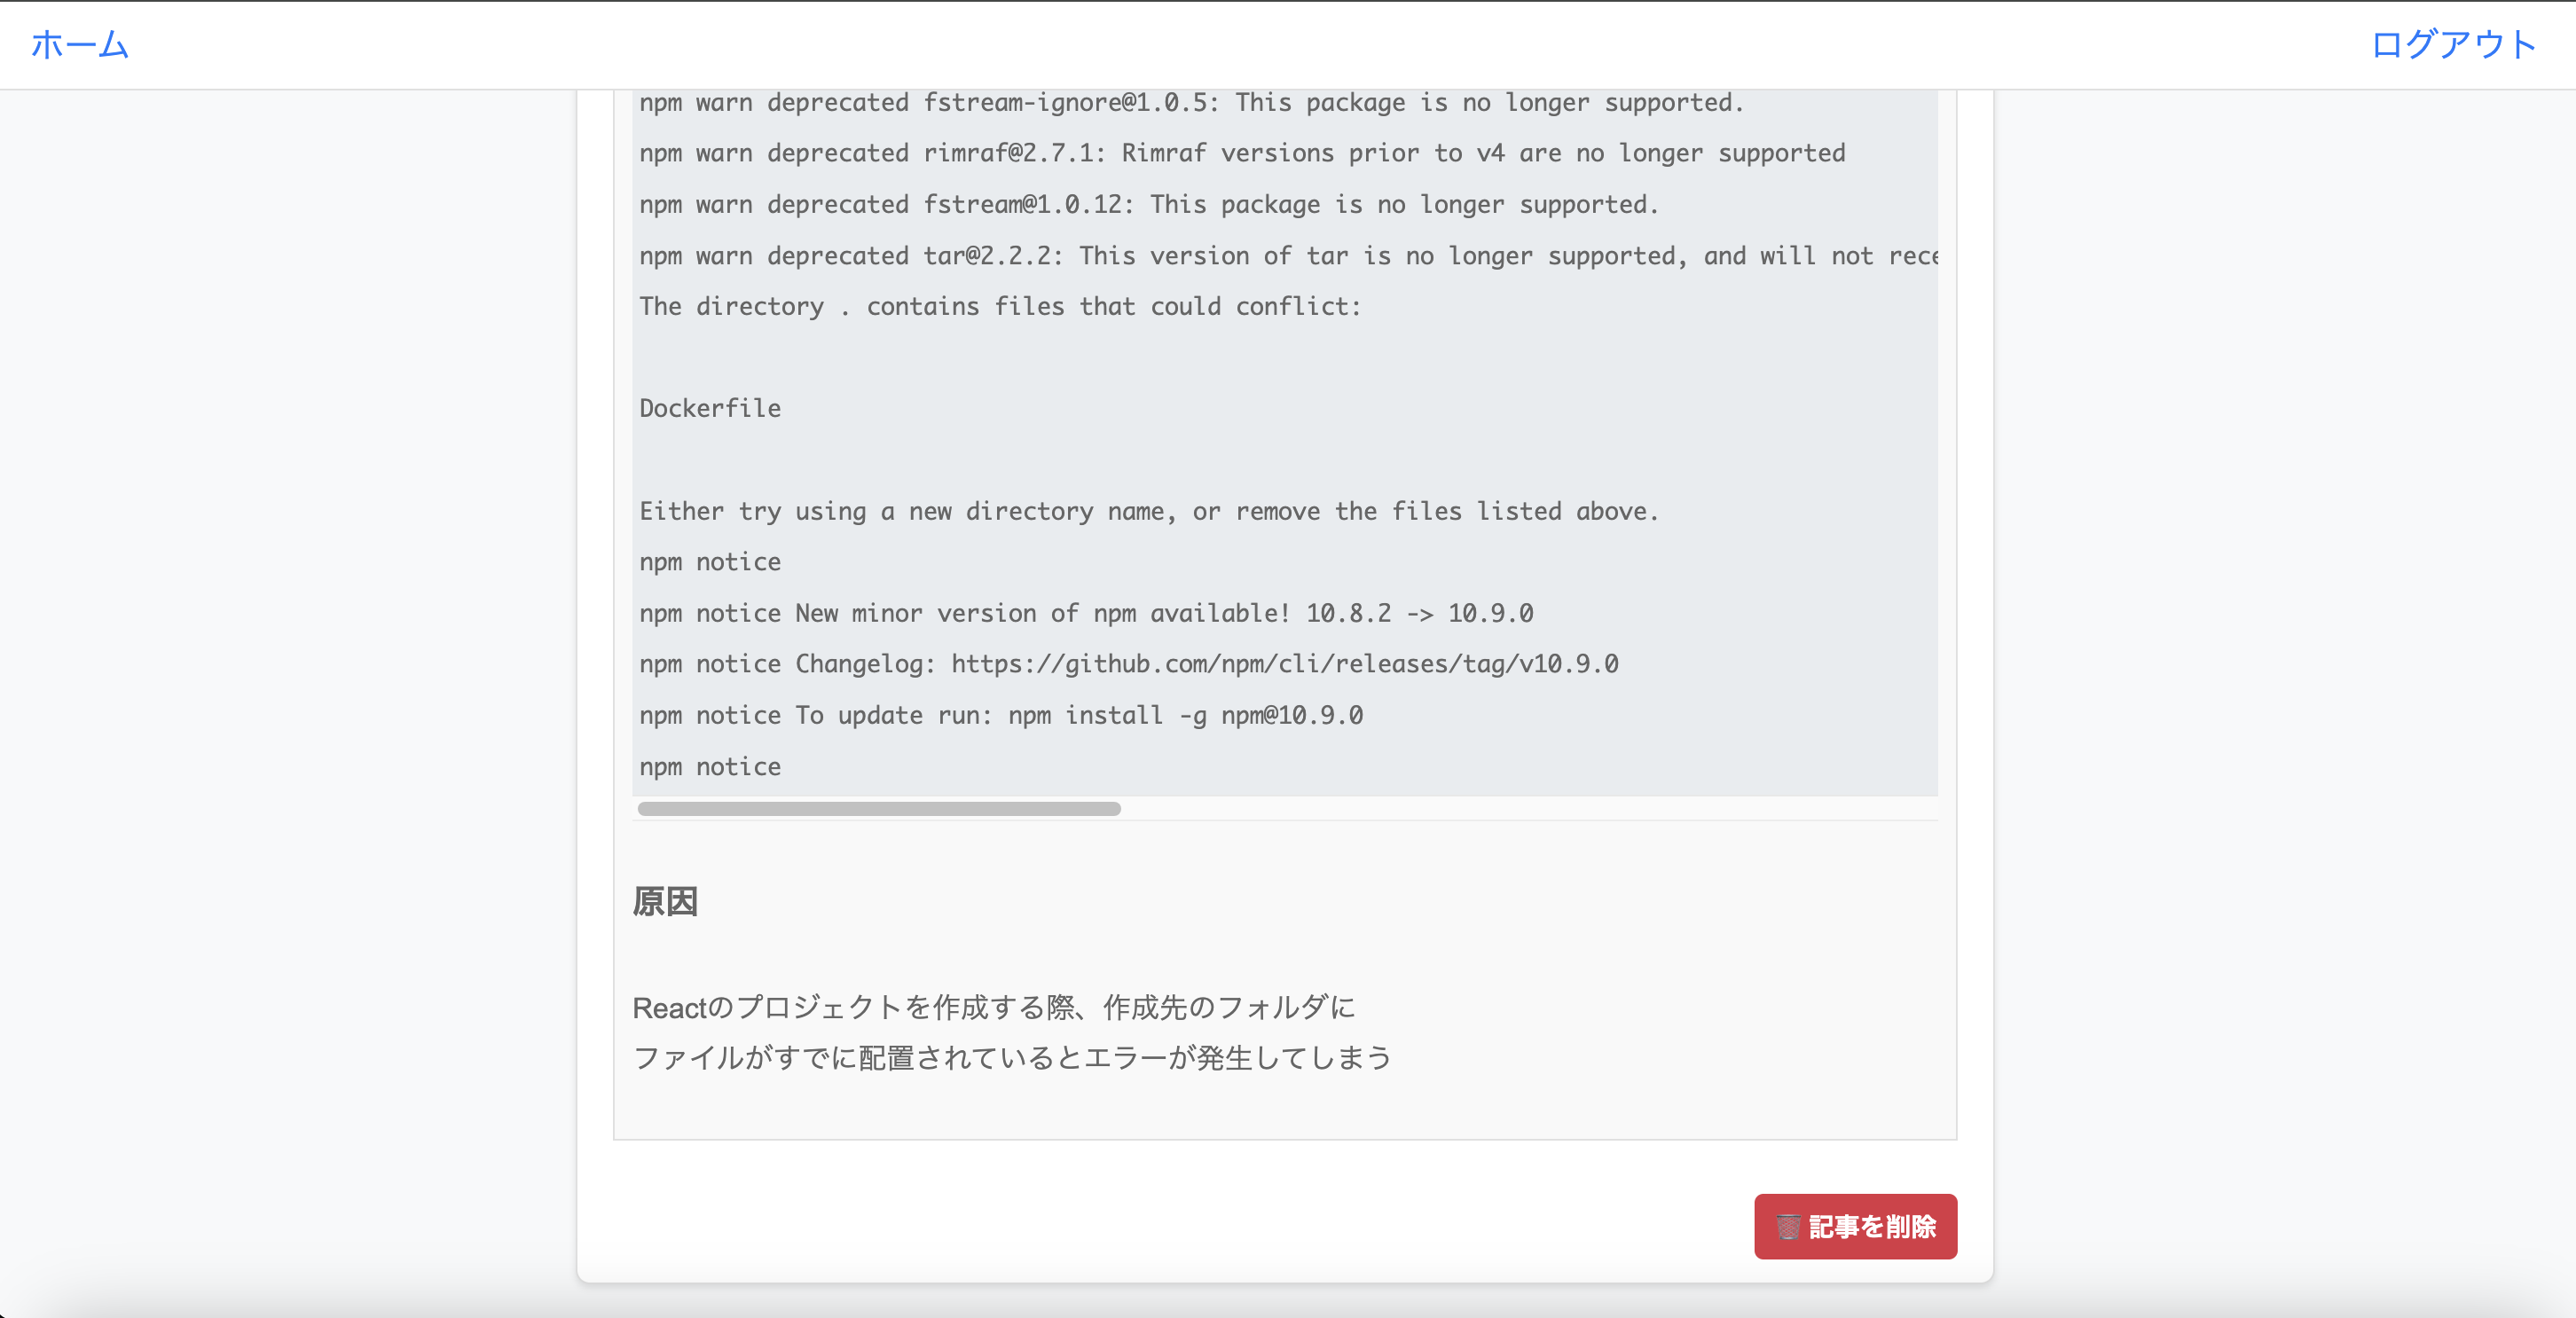 ホーム
ログアウト
npm warn deprecated fstream-ignore@1.0.5: This package is no longer supported.
npm warn deprecated rimraf@2.7.1: Rimraf versions prior to v4 are no longer supported
npm warn deprecated fstream@1.0.12: This package is no longer supported.
npm warn deprecated tar@2.2.2: This version of tar is no longer supported, and will not rece
The directory . contains files that could conflict:
Dockerfile
Either try using a new directory name, or remove the files listed above.
npm notice
npm notice New minor version of npm available! 10.8.2 -> 10.9.0
npm notice Changelog: https://github.com/npm/cli/releases/tag/v10.9.0
npm notice To update run: npm install -g npm@10.9.0
npm notice
原因
Reactのプロジェクトを作成する際、作成先のフォルダに
ファイルがすでに配置されているとエラーが発生してしまう
記事を削除